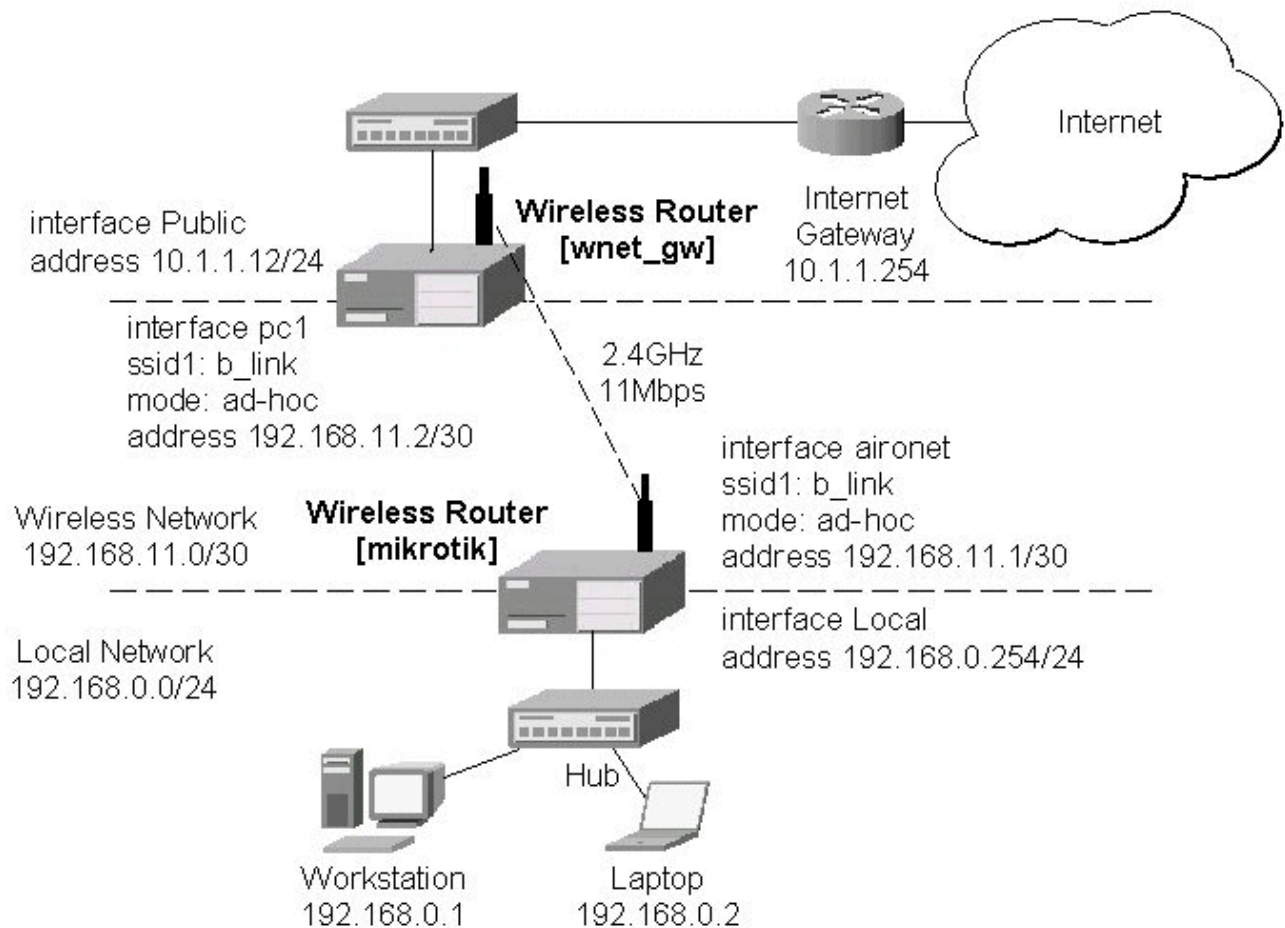 Internet
Internet
Gateway
10.1.1.254
interface Public
address 10.1.1.12/24
Wireless Router
[wnet_gw]
interface pc1
ssid1: b_link
mode: ad-hoc
address 192.168.11.2/30
2.4GHz
11Mbps
interface aironet
ssid1: b_link
mode: ad-hoc
address 192.168.11.1/30
Wireless Network
192.168.11.0/30
Wireless Router
[mikrotik]
interface Local
address 192.168.0.254/24
Local Network
192.168.0.0/24
Hub
Workstation
192.168.0.1
Laptop
192.168.0.2